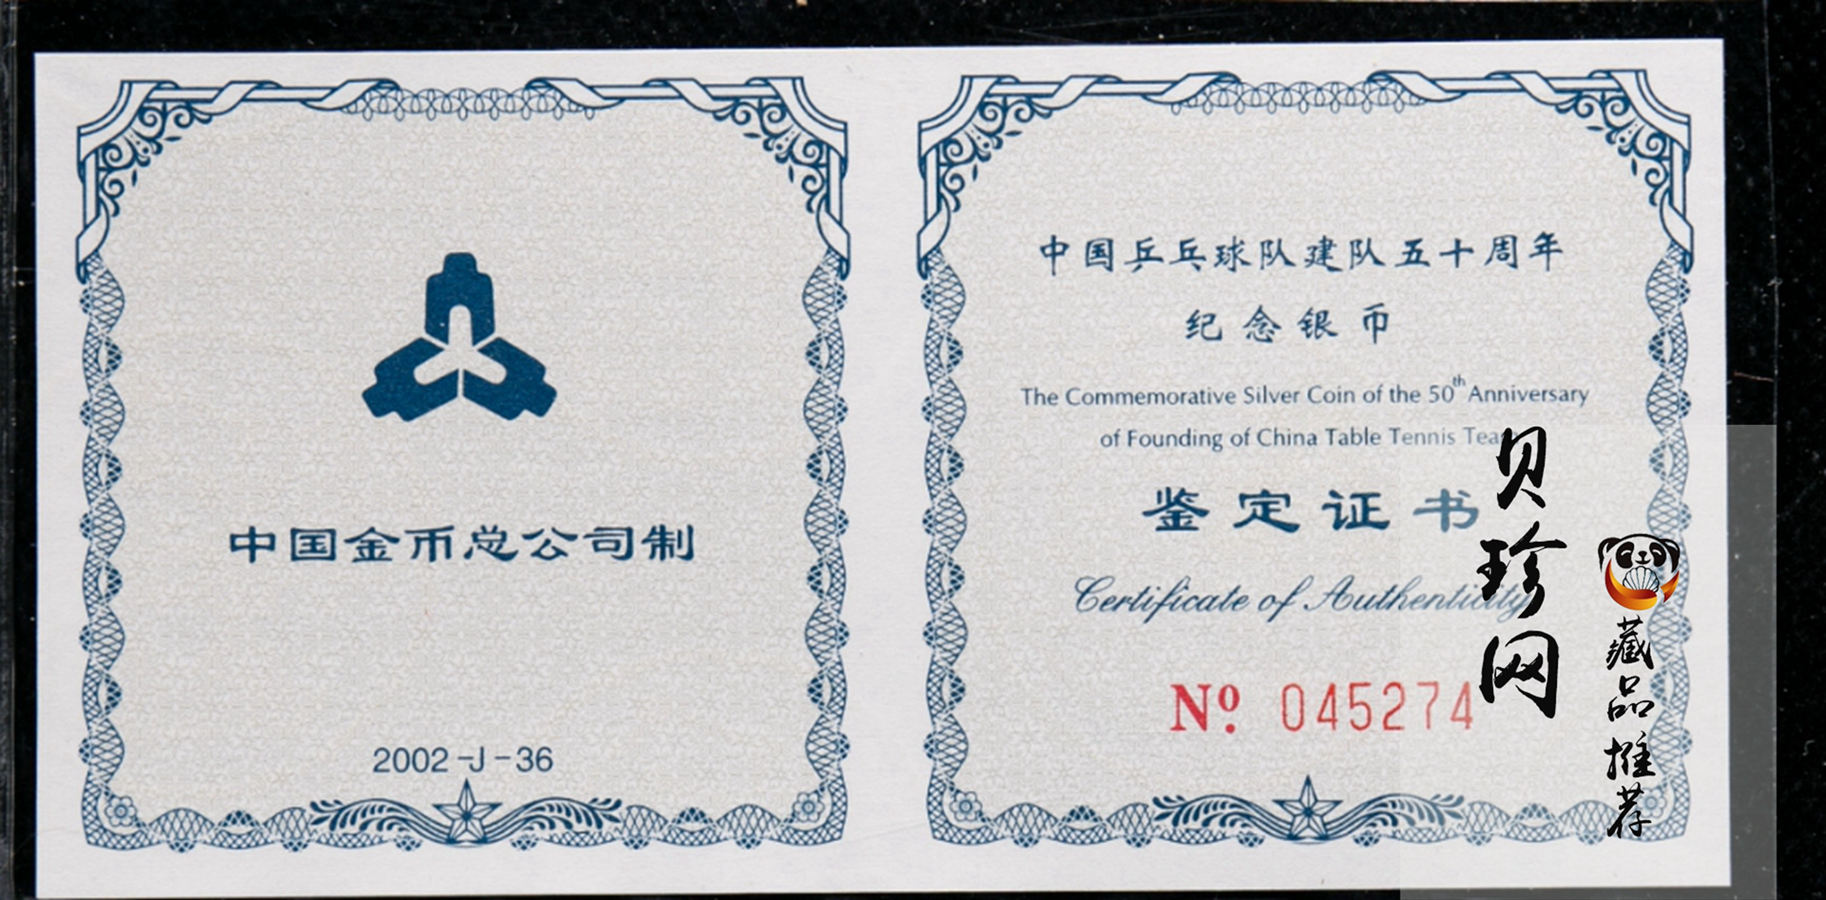 中国金币总公司制
2002-J-36
中国乒乓球队建队五十周年
纪念银币
The Commemorative Silver Coin of the 50th Anniversary
of Founding of China Table Tennis Team
鉴定证书
Certificate of Authenticity
Nº 045274
贝珍网
藏品推荐